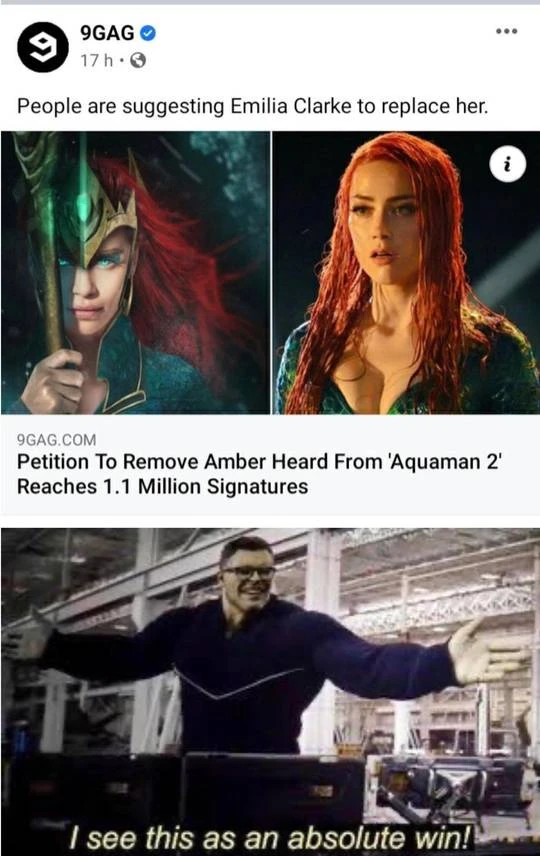 9GAG
17 h •
People are suggesting Emilia Clarke to replace her.
i
9GAG.COM
Petition To Remove Amber Heard From 'Aquaman 2'
Reaches 1.1 Million Signatures
I see this as an absolute win!